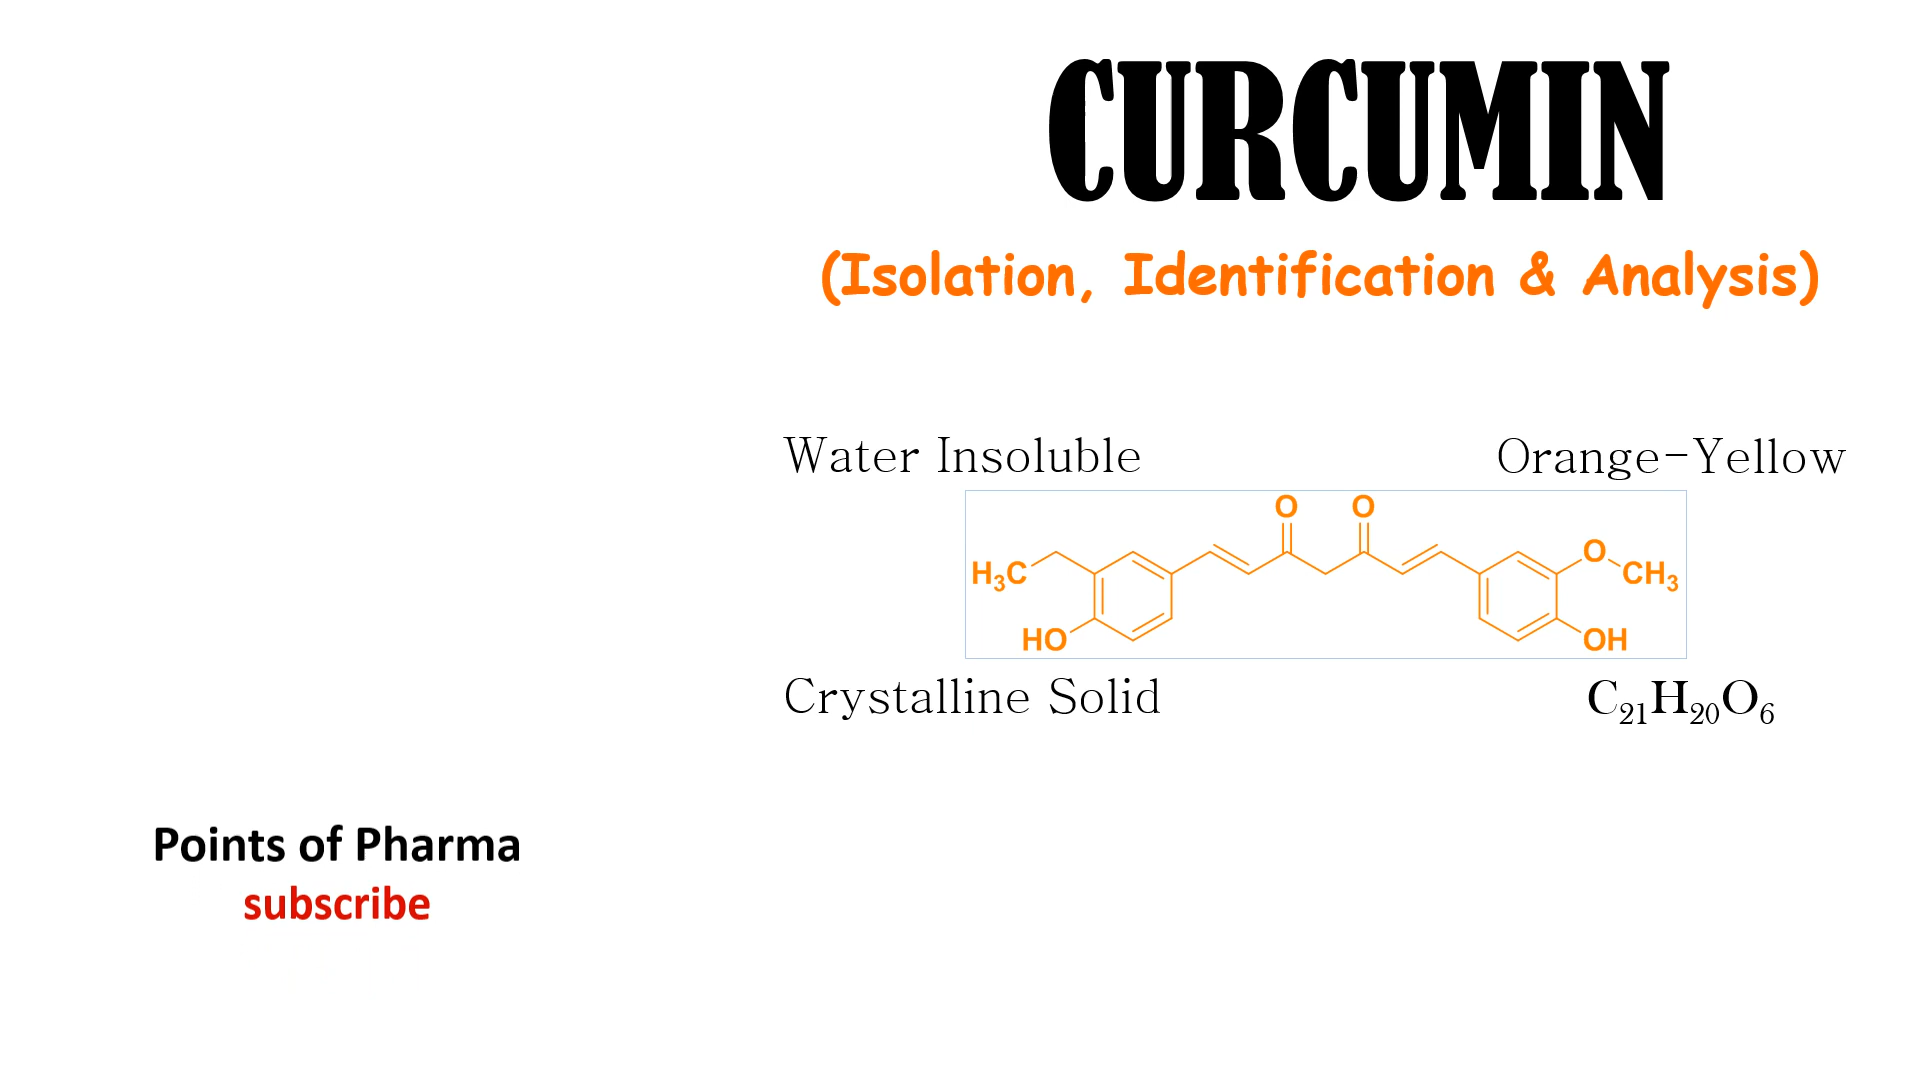 CURCUMIN
(Isolation, Identification & Analysis)
Water Insoluble
Orange-Yellow
O O
H₃C
O
CH₃
HO
OH
Crystalline Solid
C₂₁H₂₀O₆
Points of Pharma
subscribe